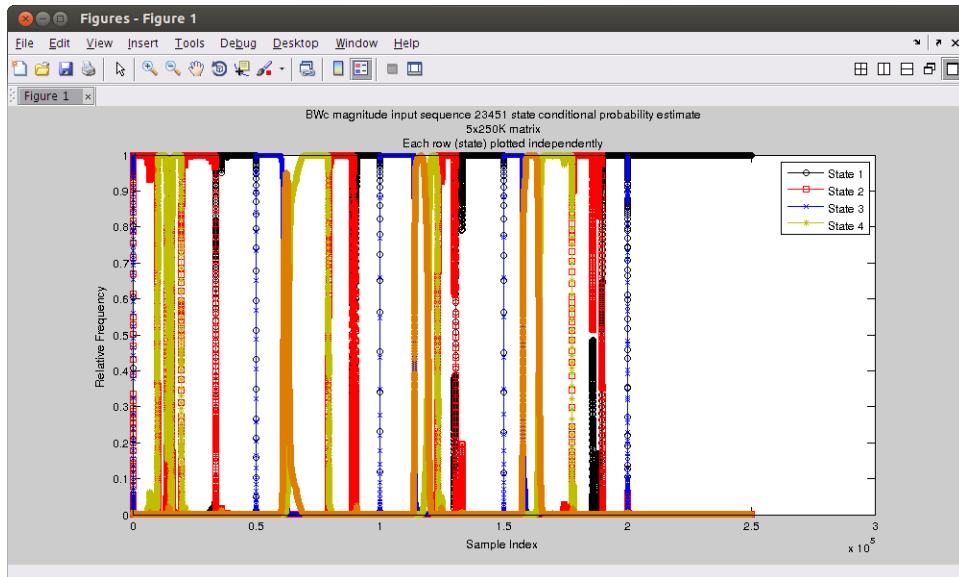 Figures - Figure 1
File Edit View Insert Tools Debug Desktop Window Help
Figure 1
BWc magnitude input sequence 23451 state conditional probability estimate
5x250K matrix
Each row (state) plotted independently
1
0.9
0.8
0.7
0.6
0.5
0.4
0.3
0.2
0.1
0
Relative Frequency
State 1
State 2
State 3
State 4
0 0.5 1 1.5 2 2.5 3
Sample Index
x 10^5